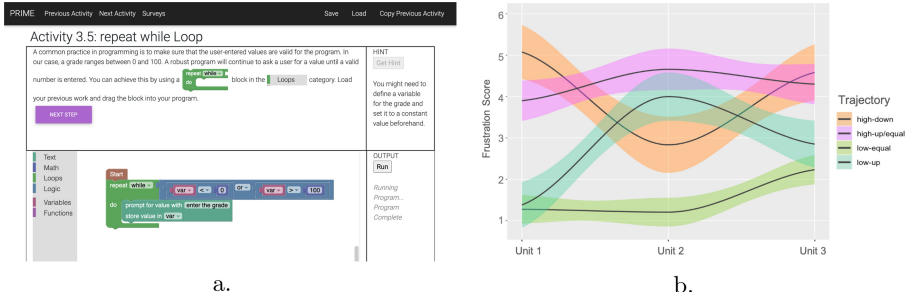 PRIME Previous Activity Next Activity Surveys Save Load Copy Previous Activity
Activity 3.5: repeat while Loop
A common practice in programming is to make sure that the user-entered values are valid for the program. In
our case, a grade ranges between 0 and 100. A robust program will continue to ask a user for a value until a valid
number is entered. You can achieve this by using a repeat while do block in the Loops category. Load
your previous work and drag the block into your program.
NEXT STEP
HINT
Get Hint
You might need to
define a variable
for the grade and
set it to a constant
value beforehand.
Text
Math
Loops
Logic
Variables
Functions
Start
repeat while var < 0 or var > 100
do prompt for value with enter the grade
store value in var
OUTPUT
Run
Running
Program...
Program
Complete
a.
Frustration Score
6
5
4
3
2
1
Unit 1 Unit 2 Unit 3
Trajectory
high-down
high-up/equal
low-equal
low-up
b.